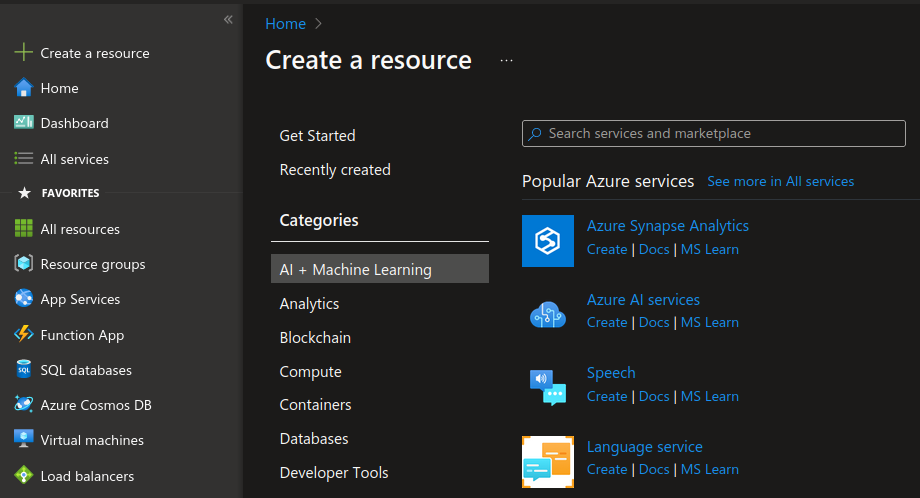 «
Create a resource
Home
Dashboard
All services
FAVORITES
All resources
Resource groups
App Services
Function App
SQL databases
Azure Cosmos DB
Virtual machines
Load balancers
Home >
Create a resource ...
Get Started
Recently created
Categories
AI + Machine Learning
Analytics
Blockchain
Compute
Containers
Databases
Developer Tools
Search services and marketplace
Popular Azure services See more in All services
Azure Synapse Analytics
Create | Docs | MS Learn
Azure AI services
Create | Docs | MS Learn
Speech
Create | Docs | MS Learn
Language service
Create | Docs | MS Learn